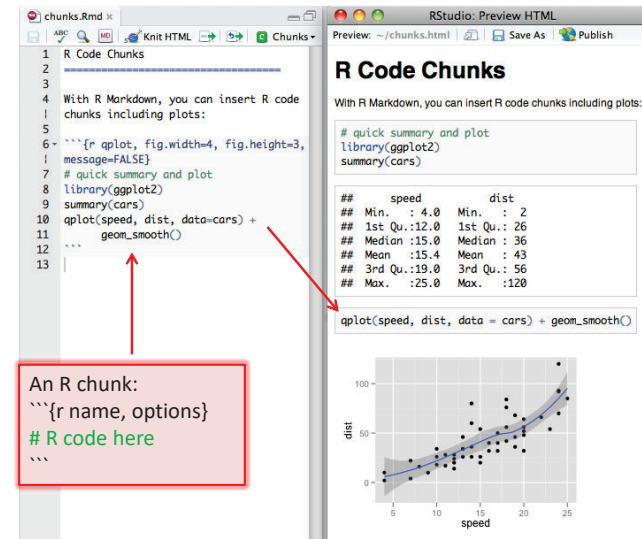 chunks.Rmd
ABC MD Knit HTML Chunks
1 R Code Chunks
2 ==================================
3
4 With R Markdown, you can insert R code
chunks including plots:
5
6 ```{r qplot, fig.width=4, fig.height=3,
message=FALSE}
7 # quick summary and plot
8 library(ggplot2)
9 summary(cars)
10 qplot(speed, dist, data=cars) +
11 geom_smooth()
12 ```
13
An R chunk:
```{r name, options}
# R code here
```
RStudio: Preview HTML
Preview: ~/chunks.html Save As Publish
R Code Chunks
With R Markdown, you can insert R code chunks including plots:
# quick summary and plot
library(ggplot2)
summary(cars)
## speed dist
## Min. : 4.0 Min. : 2
## 1st Qu.:12.0 1st Qu.: 26
## Median :15.0 Median : 36
## Mean :15.4 Mean : 43
## 3rd Qu.:19.0 3rd Qu.: 56
## Max. :25.0 Max. :120
qplot(speed, dist, data = cars) + geom_smooth()
100
50
0
dist
5 10 15 20 25
speed